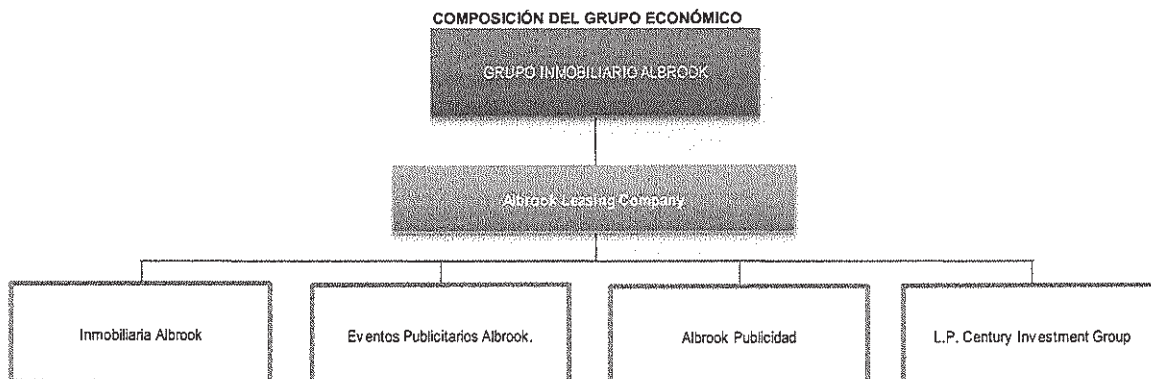 COMPOSICIÓN DEL GRUPO ECONÓMICO
GRUPO INMOBILIARIO ALBROOK
Albrook Leasing Company
Inmobiliaria Albrook
Eventos Publicitarios Albrook.
Albrook Publicidad
L.P. Century Investment Group